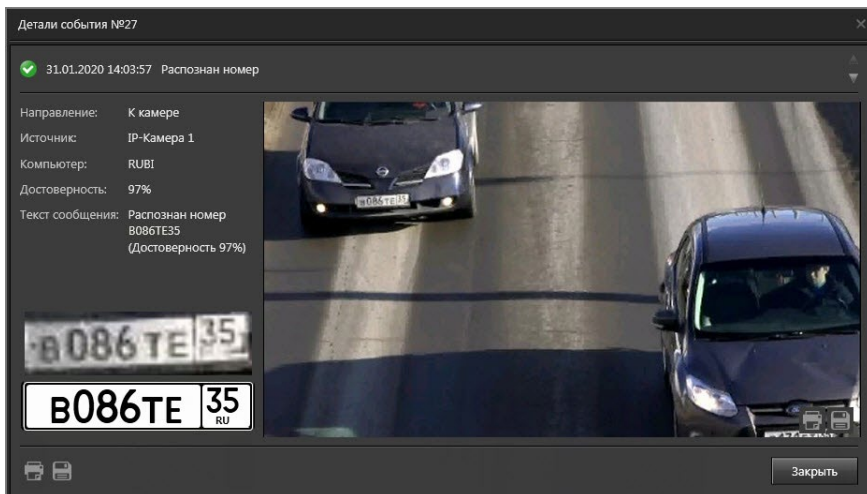 Детали события №27
31.01.2020 14:03:57 Распознан номер
Направление: К камере
Источник: IP-Камера 1
Компьютер: RUBI
Достоверность: 97%
Текст сообщения: Распознан номер
В086ТЕ35
(Достоверность 97%)
В086ТЕ35
В086ТЕ 35
В086ТЕ 35
RU
Закрыть